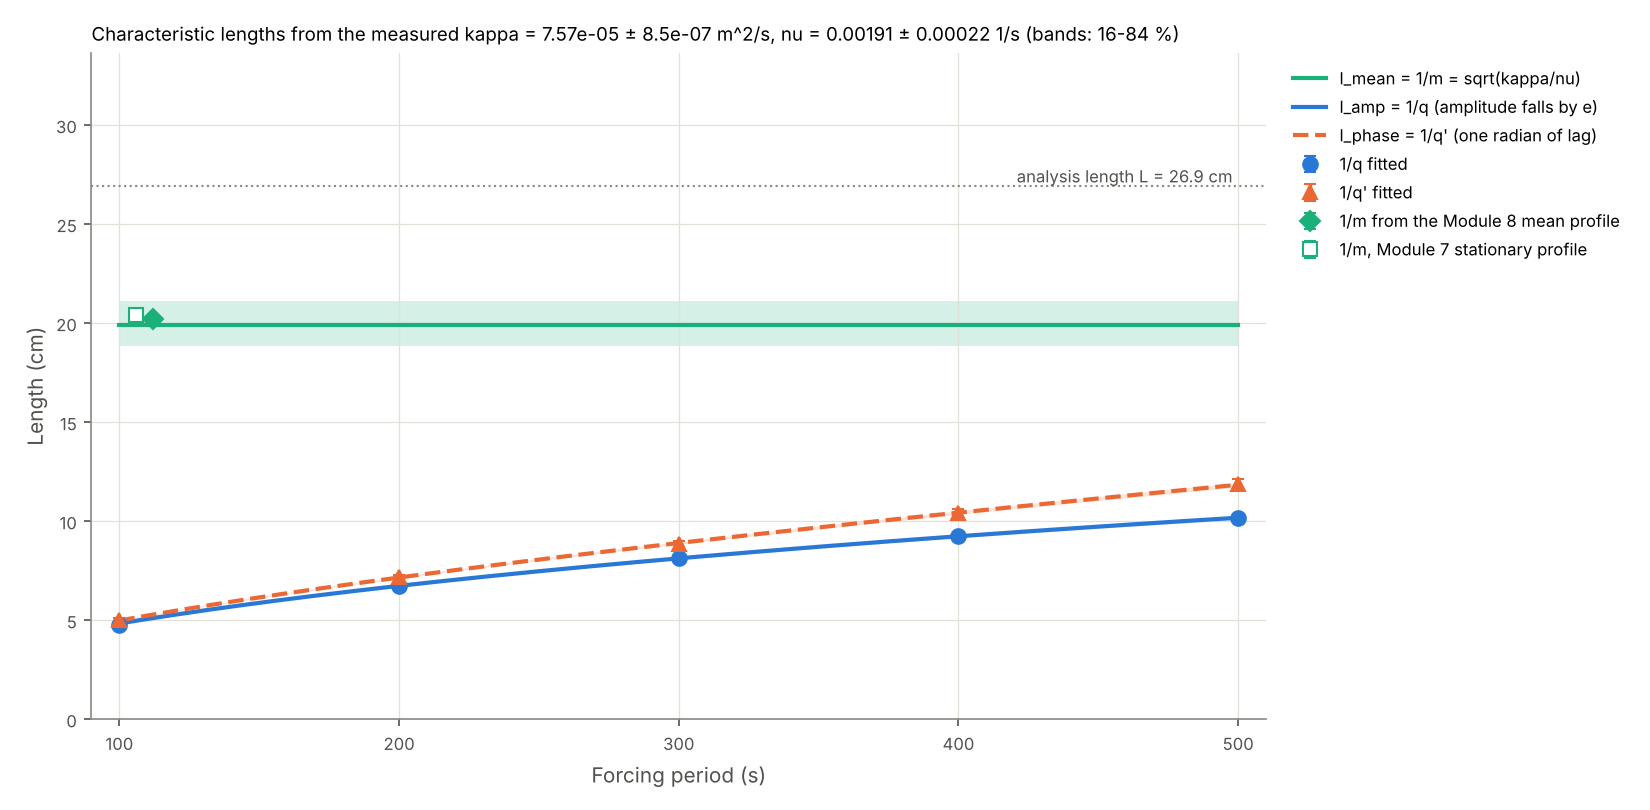 Characteristic lengths from the measured kappa = 7.57e-05 ± 8.5e-07 m^2/s, nu = 0.00191 ± 0.00022 1/s (bands: 16-84 %)
l_mean = 1/m = sqrt(kappa/nu)
l_amp = 1/q (amplitude falls by e)
l_phase = 1/q' (one radian of lag)
1/q fitted
1/q' fitted
1/m from the Module 8 mean profile
1/m, Module 7 stationary profile
analysis length L = 26.9 cm
Length (cm)
30
25
20
15
10
5
0
100
200
300
400
500
Forcing period (s)